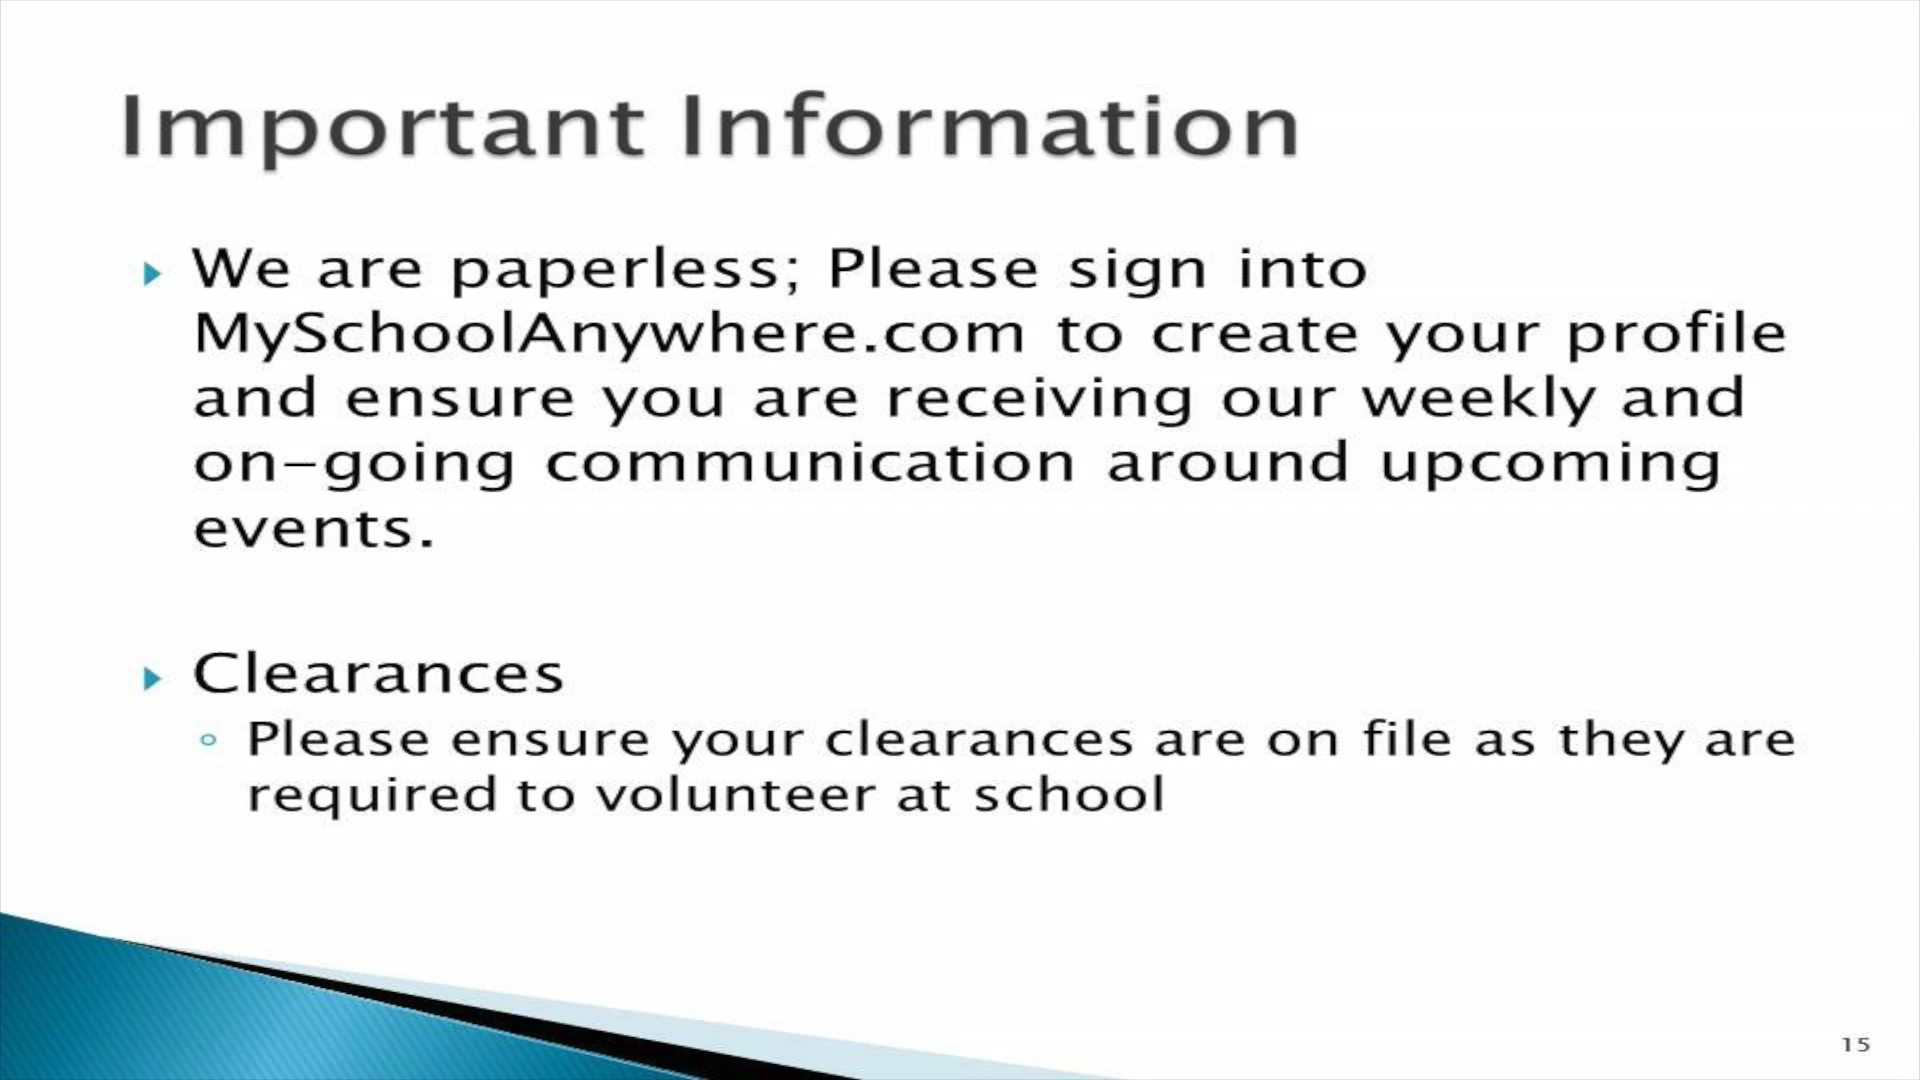 Important Information
We are paperless; Please sign into
MySchoolAnywhere.com to create your profile
and ensure you are receiving our weekly and
on-going communication around upcoming
events.
Clearances
Please ensure your clearances are on file as they are
required to volunteer at school
15